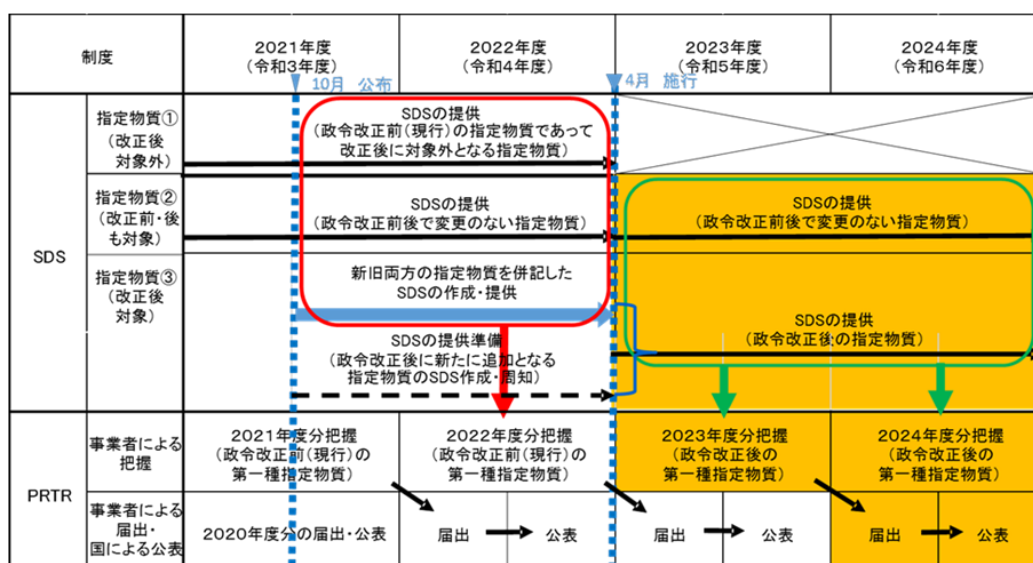 制度
2021年度
(令和3年度)
2022年度
(令和4年度)
2023年度
(令和5年度)
2024年度
(令和6年度)
10月 公布
4月 施行
SDS
指定物質①
(改正後
対象外)
SDSの提供
(政令改正前(現行)の指定物質であって
改正後に対象外となる指定物質)
指定物質②
(改正前・後
も対象)
SDSの提供
(政令改正前後で変更のない指定物質)
SDSの提供
(政令改正前後で変更のない指定物質)
指定物質③
(改正後
対象)
新旧両方の指定物質を併記した
SDSの作成・提供
SDSの提供準備
(政令改正後に新たに追加となる
指定物質のSDS作成・周知)
SDSの提供
(政令改正後の指定物質)
PRTR
事業者による
把握
2021年度分把握
(政令改正前(現行)の
第一種指定物質)
2022年度分把握
(政令改正前(現行)の
第一種指定物質)
2023年度分把握
(政令改正後の
第一種指定物質)
2024年度分把握
(政令改正後の
第一種指定物質)
事業者による
届出・
国による公表
2020年度分の届出・公表
届出
公表
届出
公表
届出
公表